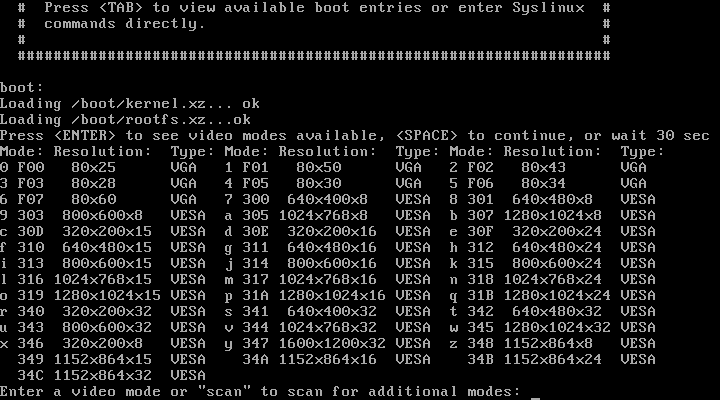 #  Press <TAB> to view available boot entries or enter Syslinux  #
#  commands directly.                                            #
#                                                                #
##################################################################
boot:
Loading /boot/kernel.xz... ok
Loading /boot/rootfs.xz...ok
Press <ENTER> to see video modes available, <SPACE> to continue, or wait 30 sec
Mode: Resolution:  Type: Mode: Resolution:  Type: Mode: Resolution:  Type:
0 F00   80x25      VGA   1 F01   80x50      VGA   2 F02   80x43      VGA
3 F03   80x28      VGA   4 F05   80x30      VGA   5 F06   80x34      VGA
6 F07   80x60      VGA   7 300  640x400x8   VESA  8 301  640x480x8   VESA
9 303  800x600x8   VESA  a 305 1024x768x8   VESA  b 307 1280x1024x8  VESA
c 30D  320x200x15  VESA  d 30E  320x200x16  VESA  e 30F  320x200x24  VESA
f 310  640x480x15  VESA  g 311  640x480x16  VESA  h 312  640x480x24  VESA
i 313  800x600x15  VESA  j 314  800x600x16  VESA  k 315  800x600x24  VESA
l 316 1024x768x15  VESA  m 317 1024x768x16  VESA  n 318 1024x768x24  VESA
o 319 1280x1024x15 VESA  p 31A 1280x1024x16 VESA  q 31B 1280x1024x24 VESA
r 340  320x200x32  VESA  s 341  640x400x32  VESA  t 342  640x480x32  VESA
u 343  800x600x32  VESA  v 344 1024x768x32  VESA  w 345 1280x1024x32 VESA
x 346  320x200x8   VESA  y 347 1600x1200x32 VESA  z 348 1152x864x8   VESA
349 1152x864x15  VESA    34A 1152x864x16  VESA    34B 1152x864x24  VESA
34C 1152x864x32  VESA
Enter a video mode or "scan" to scan for additional modes: _